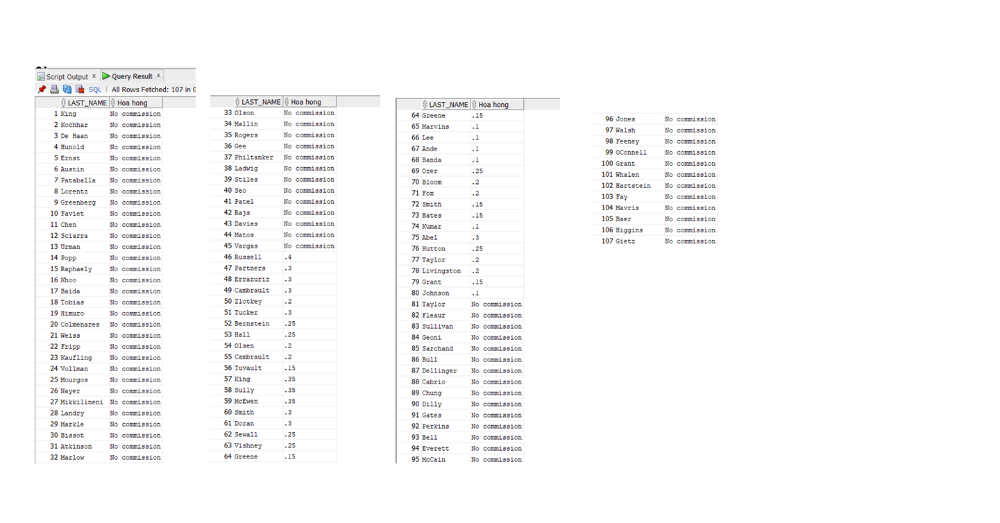 Script Output x Query Result x
SQL | All Rows Fetched: 107 in 0
LAST_NAME Hoa hong
1 King No commission
2 Kochhar No commission
3 De Haan No commission
4 Hunold No commission
5 Ernst No commission
6 Austin No commission
7 Pataballa No commission
8 Lorentz No commission
9 Greenberg No commission
10 Faviet No commission
11 Chen No commission
12 Sciarra No commission
13 Urman No commission
14 Popp No commission
15 Raphaely No commission
16 Khoo No commission
17 Baida No commission
18 Tobias No commission
19 Himuro No commission
20 Colmenares No commission
21 Weiss No commission
22 Fripp No commission
23 Kaufling No commission
24 Vollman No commission
25 Mourgos No commission
26 Nayer No commission
27 Mikkilineni No commission
28 Landry No commission
29 Markle No commission
30 Bissot No commission
31 Atkinson No commission
32 Marlow No commission
LAST_NAME Hoa hong
33 Olson No commission
34 Mallin No commission
35 Rogers No commission
36 Gee No commission
37 Philtanker No commission
38 Ladwig No commission
39 Stiles No commission
40 Seo No commission
41 Patel No commission
42 Rajs No commission
43 Davies No commission
44 Matos No commission
45 Vargas No commission
46 Russell .4
47 Partners .3
48 Errazuriz .3
49 Cambrault .3
50 Zlotkey .2
51 Tucker .3
52 Bernstein .25
53 Hall .25
54 Olsen .2
55 Cambrault .2
56 Tuvault .15
57 King .35
58 Sully .35
59 McEwen .35
60 Smith .3
61 Doran .3
62 Sewall .25
63 Vishney .25
64 Greene .15
LAST_NAME Hoa hong
64 Greene .15
65 Marvins .1
66 Lee .1
67 Ande .1
68 Banda .1
69 Ozer .25
70 Bloom .2
71 Fox .2
72 Smith .15
73 Bates .15
74 Kumar .1
75 Abel .3
76 Hutton .25
77 Taylor .2
78 Livingston .2
79 Grant .15
80 Johnson .1
81 Taylor No commission
82 Fleaur No commission
83 Sullivan No commission
84 Geoni No commission
85 Sarchand No commission
86 Bull No commission
87 Dellinger No commission
88 Cabrio No commission
89 Chung No commission
90 Dilly No commission
91 Gates No commission
92 Perkins No commission
93 Bell No commission
94 Everett No commission
95 McCain No commission
96 Jones No commission
97 Walsh No commission
98 Feeney No commission
99 OConnell No commission
100 Grant No commission
101 Whalen No commission
102 Hartstein No commission
103 Fay No commission
104 Mavris No commission
105 Baer No commission
106 Higgins No commission
107 Gietz No commission